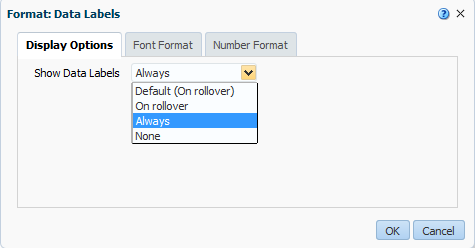 Format: Data Labels
Display Options Font Format Number Format
Show Data Labels Always
Default (On rollover)
On rollover
Always
None
OK Cancel